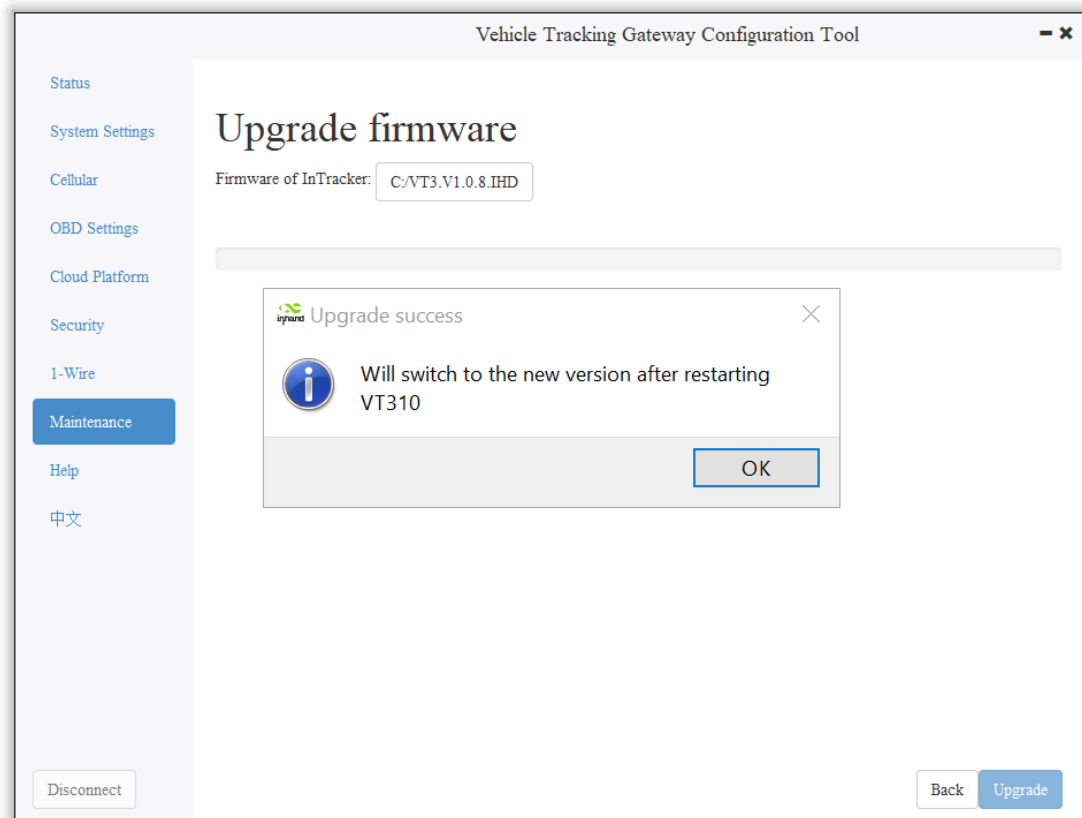 Vehicle Tracking Gateway Configuration Tool
Status
System Settings
Cellular
OBD Settings
Cloud Platform
Security
1-Wire
Maintenance
Help
中文
Disconnect
Upgrade firmware
Firmware of InTracker: C:/VT3.V1.0.8.IHD
inhand Upgrade success
Will switch to the new version after restarting
VT310
OK
Back Upgrade